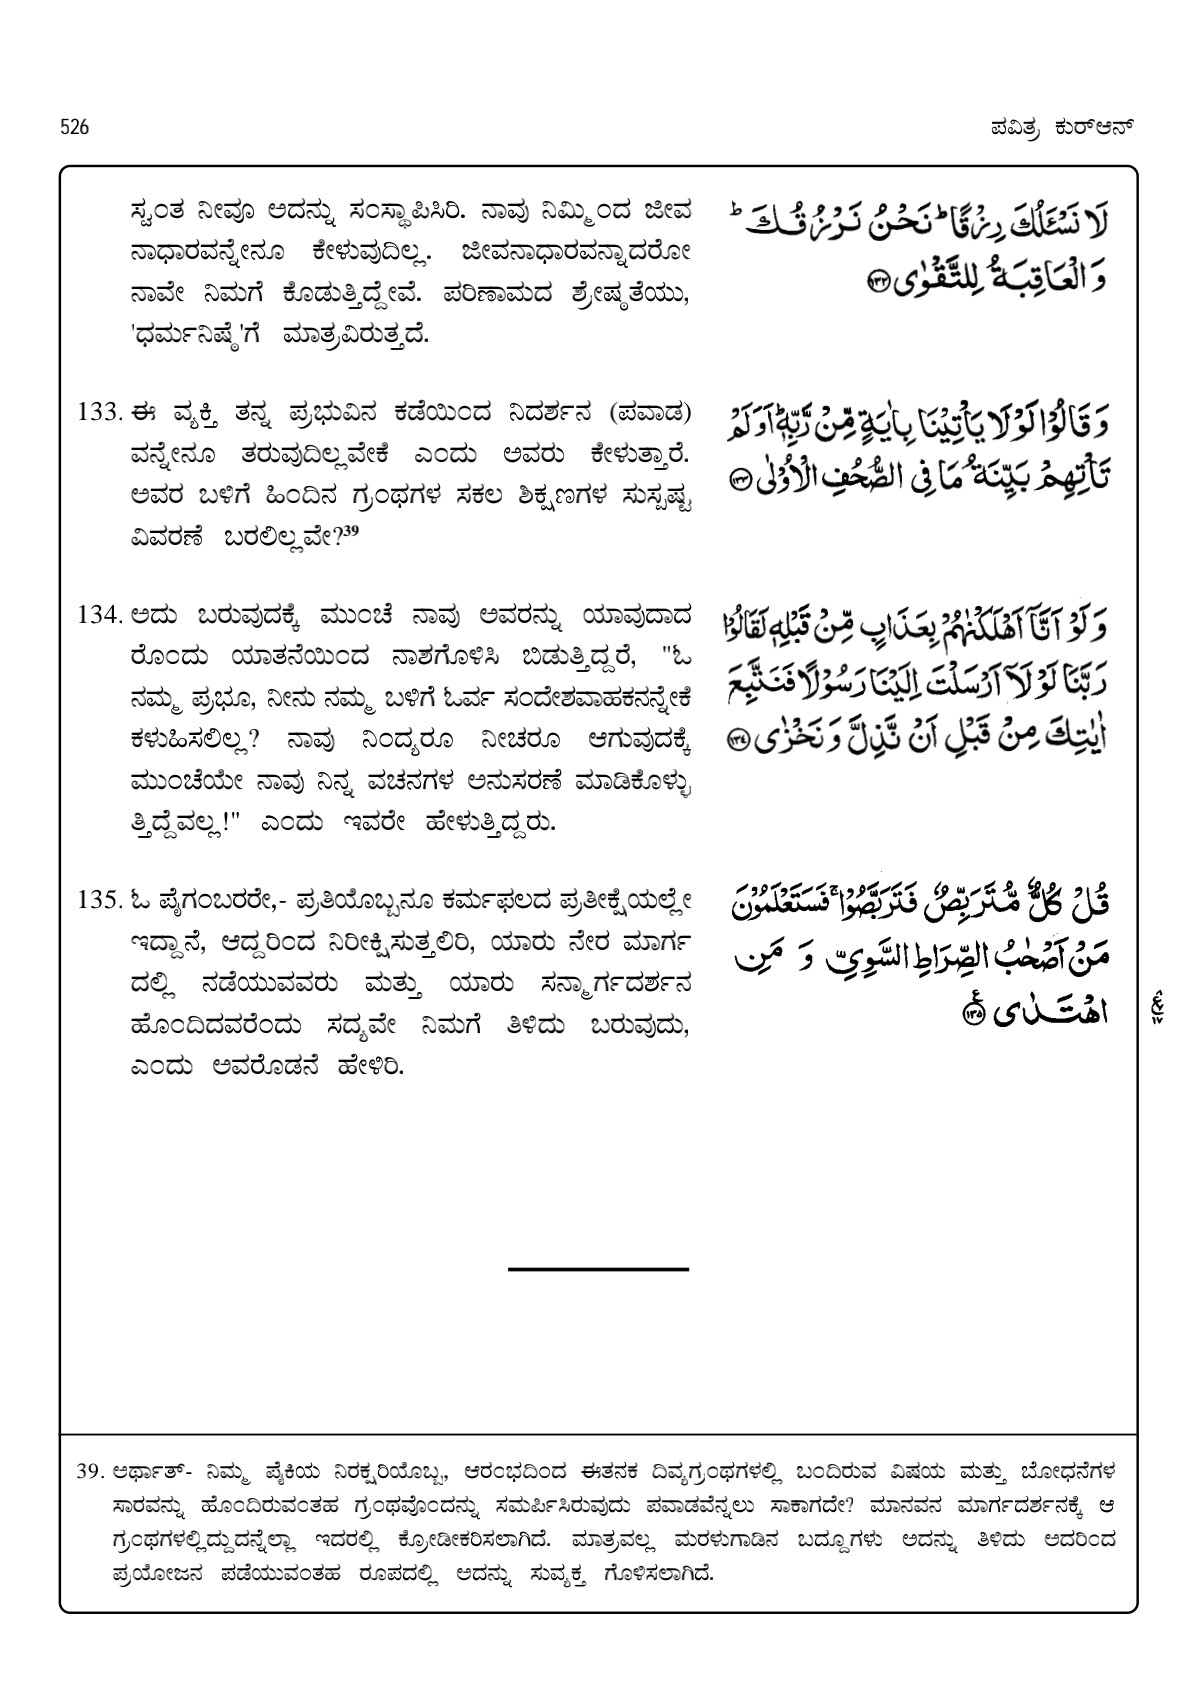 526
ಪವಿತ್ರ ಕುರ್‌ಆನ್
ಸ್ವಂತ ನೀವೂ ಅದನ್ನು ಸಂಸ್ಥಾಪಿಸಿರಿ. ನಾವು ನಿಮ್ಮಿಂದ ಜೀವ
ನಾಧಾರವನ್ನೇನೂ ಕೇಳುವುದಿಲ್ಲ. ಜೀವನಾಧಾರವನ್ನಾದರೋ
ನಾವೇ ನಿಮಗೆ ಕೊಡುತ್ತಿದ್ದೇವೆ. ಪರಿಣಾಮದ ಶ್ರೇಷ್ಠತೆಯು,
'ಧರ್ಮನಿಷ್ಠೆ'ಗೆ ಮಾತ್ರವಿರುತ್ತದೆ.
لَا نَسْـَٔلُكَ رِزْقًا ؕ نَحْنُ نَرْزُقُكَ ؕ
وَالْعَاقِبَةُ لِلتَّقْوٰى ﴿۱۳۲﴾
133. ಈ ವ್ಯಕ್ತಿ ತನ್ನ ಪ್ರಭುವಿನ ಕಡೆಯಿಂದ ನಿದರ್ಶನ (ಪವಾಡ)
ವನ್ನೇನೂ ತರುವುದಿಲ್ಲವೇಕೆ ಎಂದು ಅವರು ಕೇಳುತ್ತಾರೆ.
ಅವರ ಬಳಿಗೆ ಹಿಂದಿನ ಗ್ರಂಥಗಳ ಸಕಲ ಶಿಕ್ಷಣಗಳ ಸುಸ್ಪಷ್ಟ
ವಿವರಣೆ ಬರಲಿಲ್ಲವೇ?39
وَقَالُوْا لَوْلَا يَاْتِيْنَا بِاٰيَةٍ مِّنْ رَّبِّهٖ ؕ اَوَلَمْ
تَاْتِهِمْ بَيِّنَةُ مَا فِى الصُّحُفِ الْاُوْلٰى ﴿۱۳۳﴾
134. ಅದು ಬರುವುದಕ್ಕೆ ಮುಂಚೆ ನಾವು ಅವರನ್ನು ಯಾವುದಾದ
ರೊಂದು ಯಾತನೆಯಿಂದ ನಾಶಗೊಳಿಸಿ ಬಿಡುತ್ತಿದ್ದರೆ, "ಓ
ನಮ್ಮ ಪ್ರಭೂ, ನೀನು ನಮ್ಮ ಬಳಿಗೆ ಓರ್ವ ಸಂದೇಶವಾಹಕನನ್ನೇಕೆ
ಕಳುಹಿಸಲಿಲ್ಲ? ನಾವು ನಿಂದ್ಯರೂ ನೀಚರೂ ಆಗುವುದಕ್ಕೆ
ಮುಂಚೆಯೇ ನಾವು ನಿನ್ನ ವಚನಗಳ ಅನುಸರಣೆ ಮಾಡಿಕೊಳ್ಳು
ತ್ತಿದ್ದೆವಲ್ಲ!" ಎಂದು ಇವರೇ ಹೇಳುತ್ತಿದ್ದರು.
وَلَوْ اَنَّاۤ اَهْلَكْنٰهُمْ بِعَذَابٍ مِّنْ قَبْلِهٖ لَقَالُوْا
رَبَّنَا لَوْلَاۤ اَرْسَلْتَ اِلَيْنَا رَسُوْلًا فَنَتَّبِعَ
اٰيٰتِكَ مِنْ قَبْلِ اَنْ نَّذِلَّ وَنَخْزٰى ﴿۱۳۴﴾
135. ಓ ಪೈಗಂಬರರೇ,- ಪ್ರತಿಯೊಬ್ಬನೂ ಕರ್ಮಫಲದ ಪ್ರತೀಕ್ಷೆಯಲ್ಲೇ
ಇದ್ದಾನೆ, ಆದ್ದರಿಂದ ನಿರೀಕ್ಷಿಸುತ್ತಲಿರಿ, ಯಾರು ನೇರ ಮಾರ್ಗ
ದಲ್ಲಿ ನಡೆಯುವವರು ಮತ್ತು ಯಾರು ಸನ್ಮಾರ್ಗದರ್ಶನ
ಹೊಂದಿದವರೆಂದು ಸದ್ಯವೇ ನಿಮಗೆ ತಿಳಿದು ಬರುವುದು,
ಎಂದು ಅವರೊಡನೆ ಹೇಳಿರಿ.
قُلْ كُلٌّ مُّتَرَبِّصٌ فَتَرَبَّصُوْا ۚ فَسَتَعْلَمُوْنَ
مَنْ اَصْحٰبُ الصِّرَاطِ السَّوِىِّ وَ مَنِ
اهْتَدٰى ﴿۱۳۵﴾
39. ಅರ್ಥಾತ್- ನಿಮ್ಮ ಪೈಕಿಯ ನಿರಕ್ಷರಿಯೊಬ್ಬ, ಆರಂಭದಿಂದ ಈತನಕ ದಿವ್ಯಗ್ರಂಥಗಳಲ್ಲಿ ಬಂದಿರುವ ವಿಷಯ ಮತ್ತು ಬೋಧನೆಗಳ
ಸಾರವನ್ನು ಹೊಂದಿರುವಂತಹ ಗ್ರಂಥವೊಂದನ್ನು ಸಮರ್ಪಿಸಿರುವುದು ಪವಾಡವೆನ್ನಲು ಸಾಕಾಗದೇ? ಮಾನವನ ಮಾರ್ಗದರ್ಶನಕ್ಕೆ ಆ
ಗ್ರಂಥಗಳಲ್ಲಿದ್ದುದನ್ನೆಲ್ಲಾ ಇದರಲ್ಲಿ ಕ್ರೋಡೀಕರಿಸಲಾಗಿದೆ. ಮಾತ್ರವಲ್ಲ ಮರಳುಗಾಡಿನ ಬದ್ದೂಗಳು ಅದನ್ನು ತಿಳಿದು ಅದರಿಂದ
ಪ್ರಯೋಜನ ಪಡೆಯುವಂತಹ ರೂಪದಲ್ಲಿ ಅದನ್ನು ಸುವ್ಯಕ್ತ ಗೊಳಿಸಲಾಗಿದೆ.